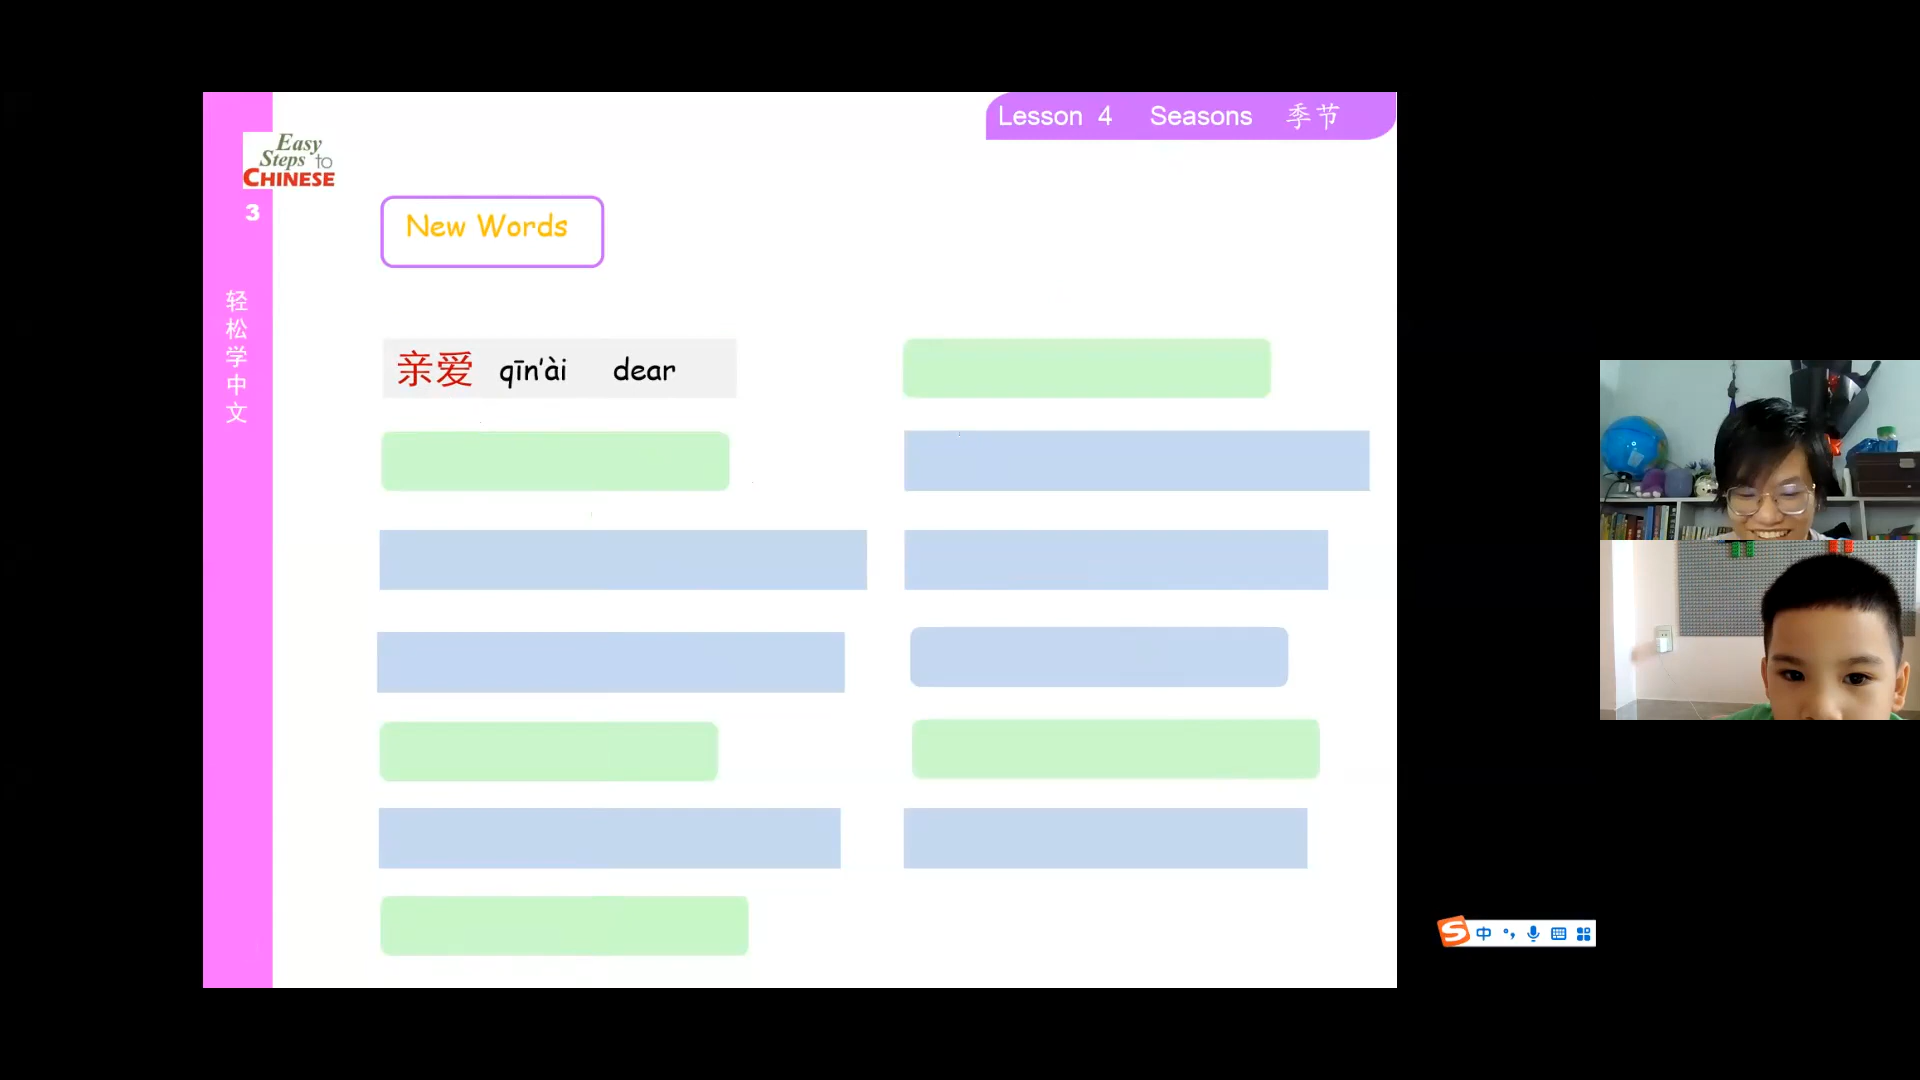 Lesson 4 Seasons 季节
Easy
Steps to
CHINESE
3
轻松学中文
New Words
亲爱 qīn'ài dear
中